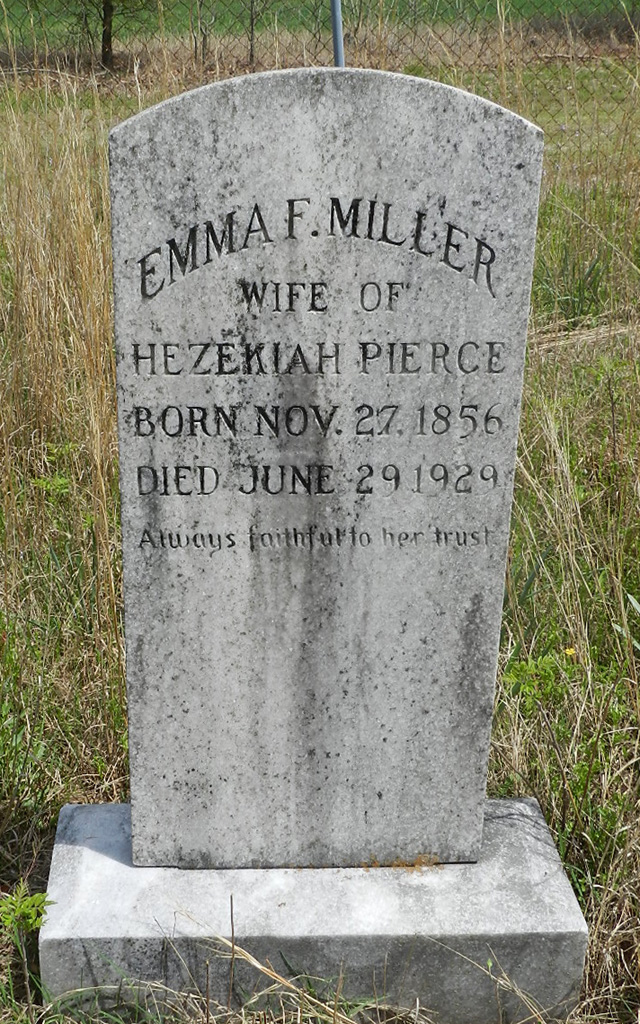 EMMA F. MILLER
WIFE OF
HEZEKIAH PIERCE
BORN NOV. 27. 1856
DIED JUNE 29 1929
Always faithful to her trust